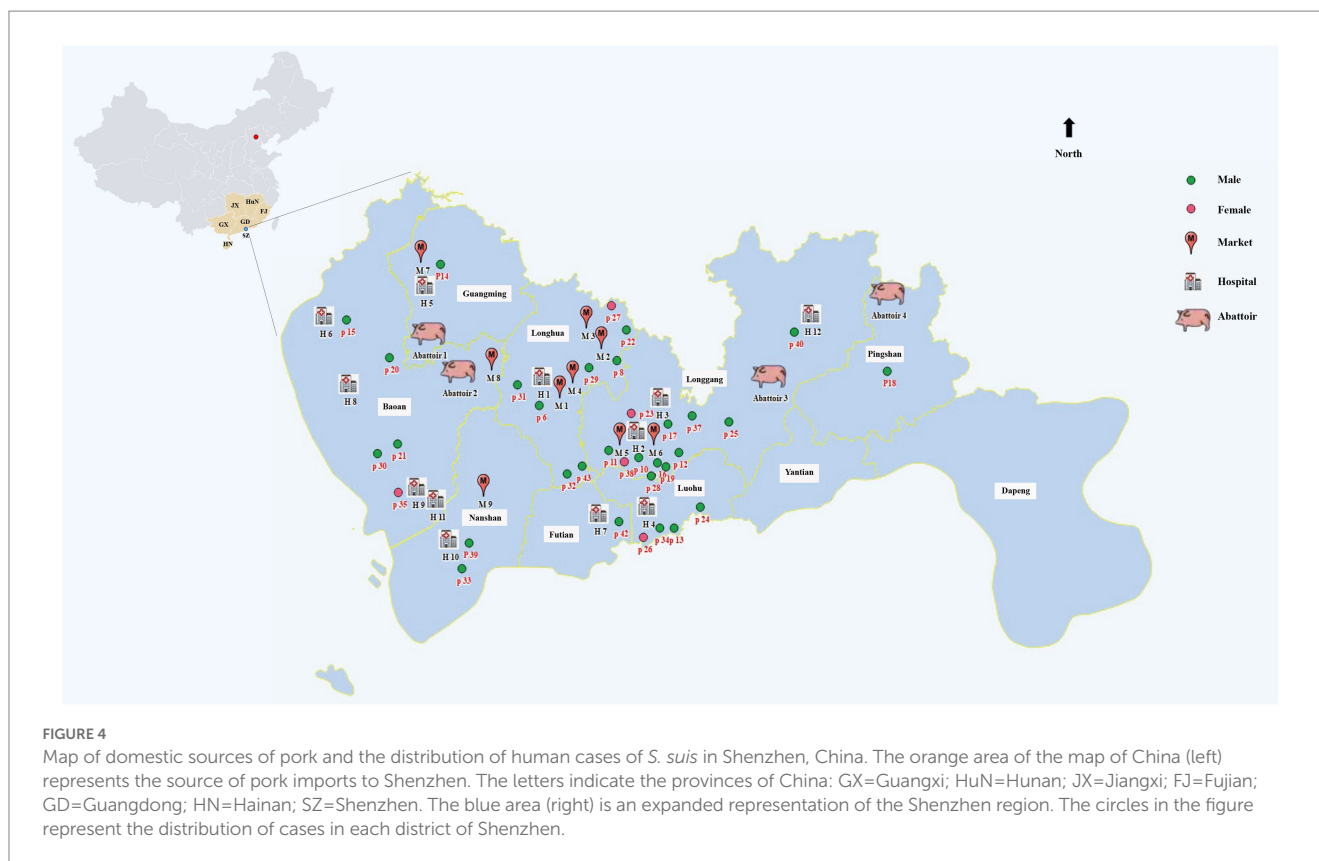 JX
HuN
FJ
GX
GD
SZ
HN
North
Male
Female
Market
Hospital
Abattoir
M
M 7
P14
H 5
Guangming
H 6
p 15
Abattoir 1
p 20
Abattoir 2
M
M 8
H 8
Baoan
p 30
p 21
p 35
H 9
H 11
M
M 9
Nanshan
H 10
P39
p 33
Longhua
M
M 3
M
M 2
p 27
p 22
p 8
p 29
M
M 4
H 1
M
M 1
p 31
p 6
Longgang
p 23
H 3
p 17
p 37
p 25
M
M 5
H 2
M
M 6
p 11
p 38
p 10
16
p 19
p 12
p 28
p 32
p 43
Luohu
Futian
H 7
p 42
H 4
p 26
p 34
p 13
p 24
H 12
p 40
Abattoir 3
Abattoir 4
Pingshan
P18
Yantian
Dapeng
FIGURE 4
Map of domestic sources of pork and the distribution of human cases of S. suis in Shenzhen, China. The orange area of the map of China (left)
represents the source of pork imports to Shenzhen. The letters indicate the provinces of China: GX=Guangxi; HuN=Hunan; JX=Jiangxi; FJ=Fujian;
GD=Guangdong; HN=Hainan; SZ=Shenzhen. The blue area (right) is an expanded representation of the Shenzhen region. The circles in the figure
represent the distribution of cases in each district of Shenzhen.